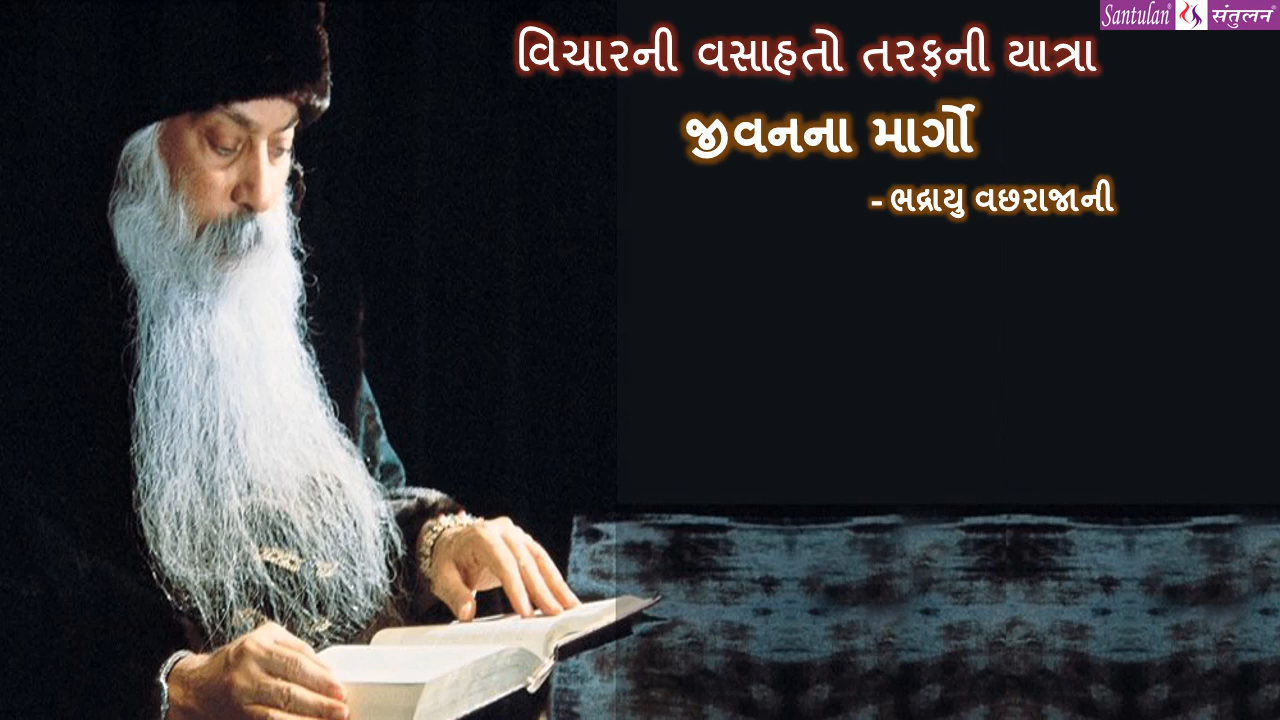 Santulan® संतुलन®
વિચારની વસાહતો તરફની યાત્રા
જીવનના માર્ગો
- ભદ્રાયુ વછરાજાની